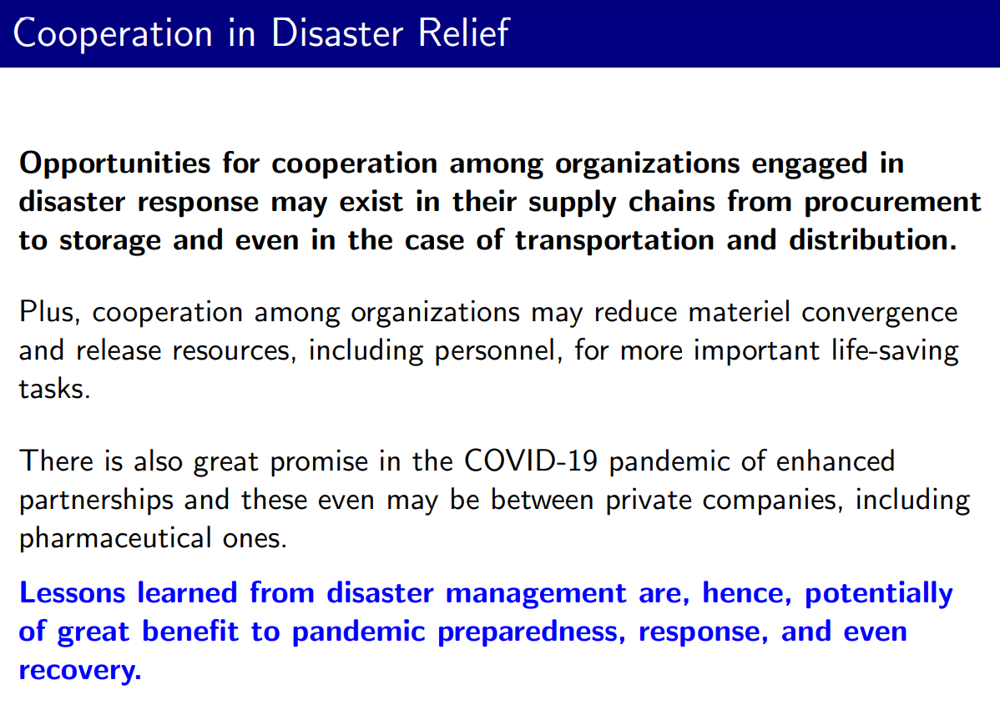 Cooperation in Disaster Relief
Opportunities for cooperation among organizations engaged in
disaster response may exist in their supply chains from procurement
to storage and even in the case of transportation and distribution.
Plus, cooperation among organizations may reduce materiel convergence
and release resources, including personnel, for more important life-saving
tasks.
There is also great promise in the COVID-19 pandemic of enhanced
partnerships and these even may be between private companies, including
pharmaceutical ones.
Lessons learned from disaster management are, hence, potentially
of great benefit to pandemic preparedness, response, and even
recovery.